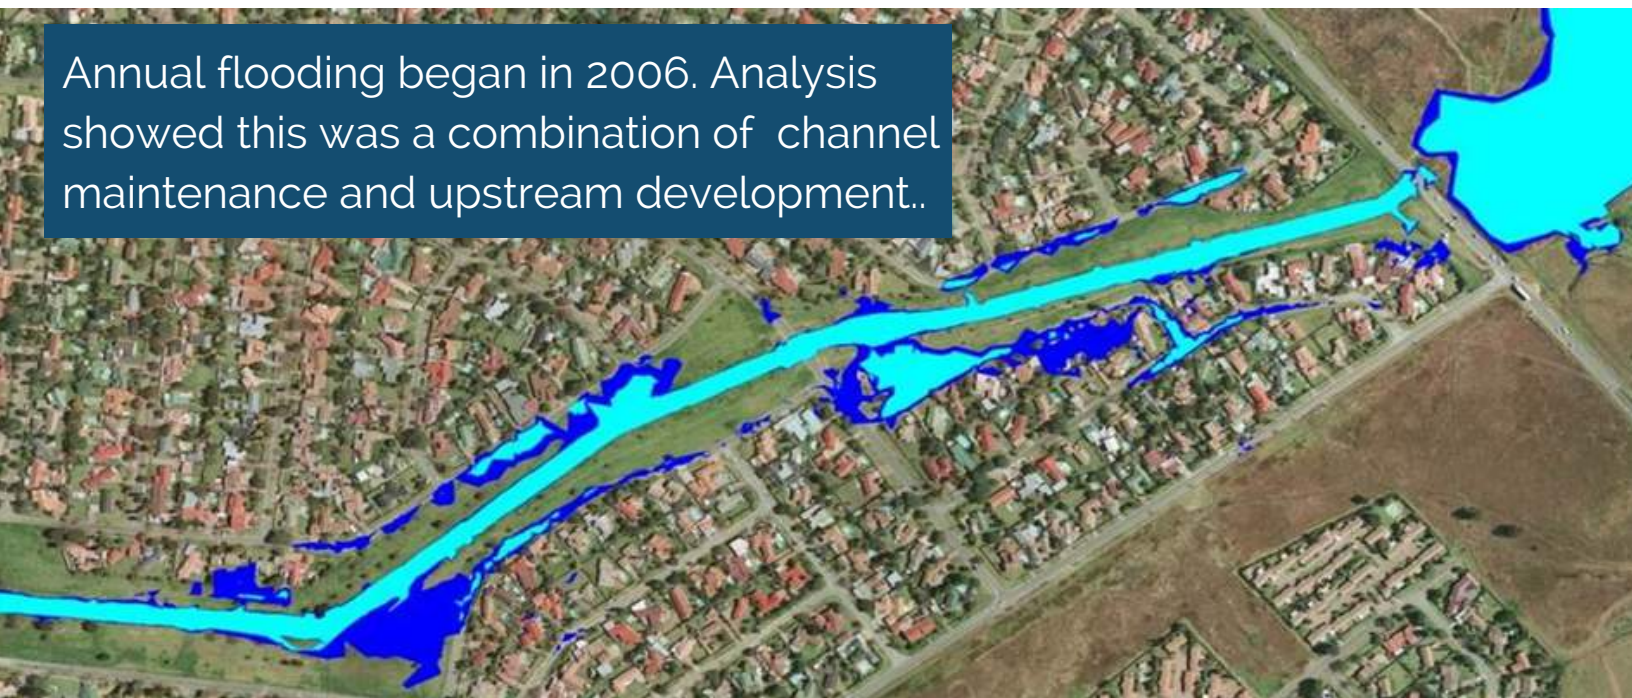 Annual flooding began in 2006. Analysis
showed this was a combination of  channel
maintenance and upstream development..